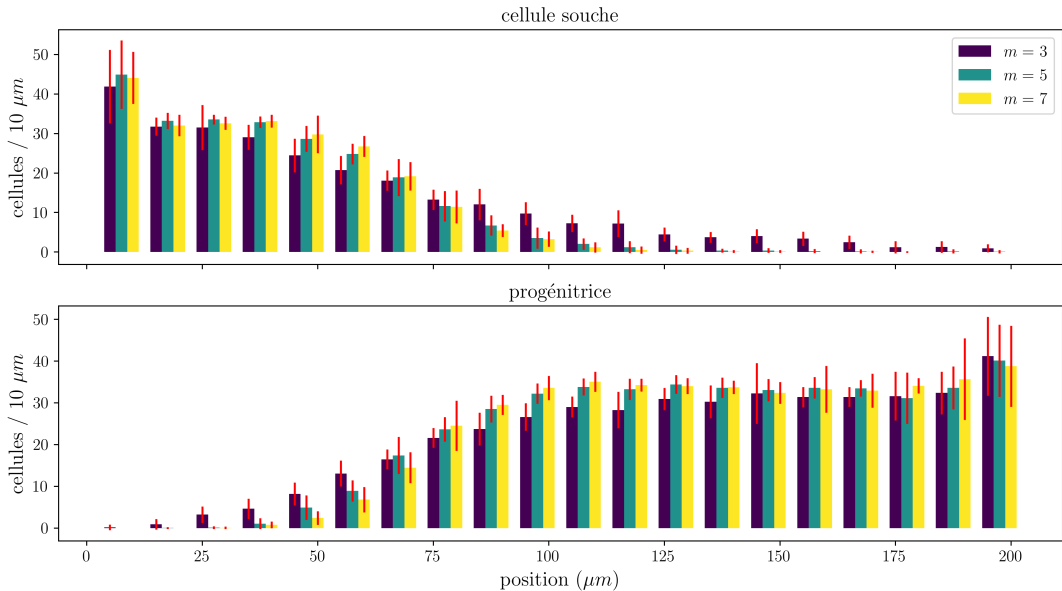 cellule souche
cellules / 10 μm
50
40
30
20
10
0
m = 3
m = 5
m = 7
progénitrice
cellules / 10 μm
50
40
30
20
10
0
0 25 50 75 100 125 150 175 200
position (μm)